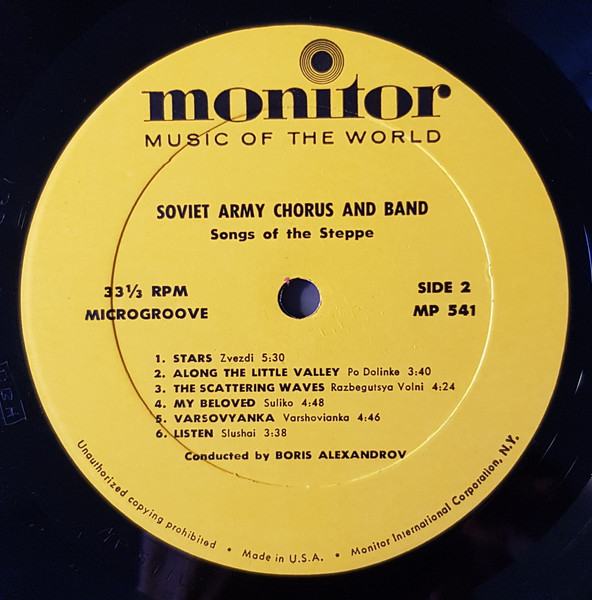 monitor
MUSIC OF THE WORLD
SOVIET ARMY CHORUS AND BAND
Songs of the Steppe
33⅓ RPM
MICROGROOVE
SIDE 2
MP 541
1. STARS Zvezdi 5:30
2. ALONG THE LITTLE VALLEY Po Dolinke 3:40
3. THE SCATTERING WAVES Razbegutsya Volni 4:24
4. MY BELOVED Suliko 4:48
5. VARSOVYANKA Varshovianka 4:46
6. LISTEN Slushai 3:38
Conducted by BORIS ALEXANDROV
Unauthorized copying prohibited • Made in U.S.A. • Monitor International Corporation, N.Y.